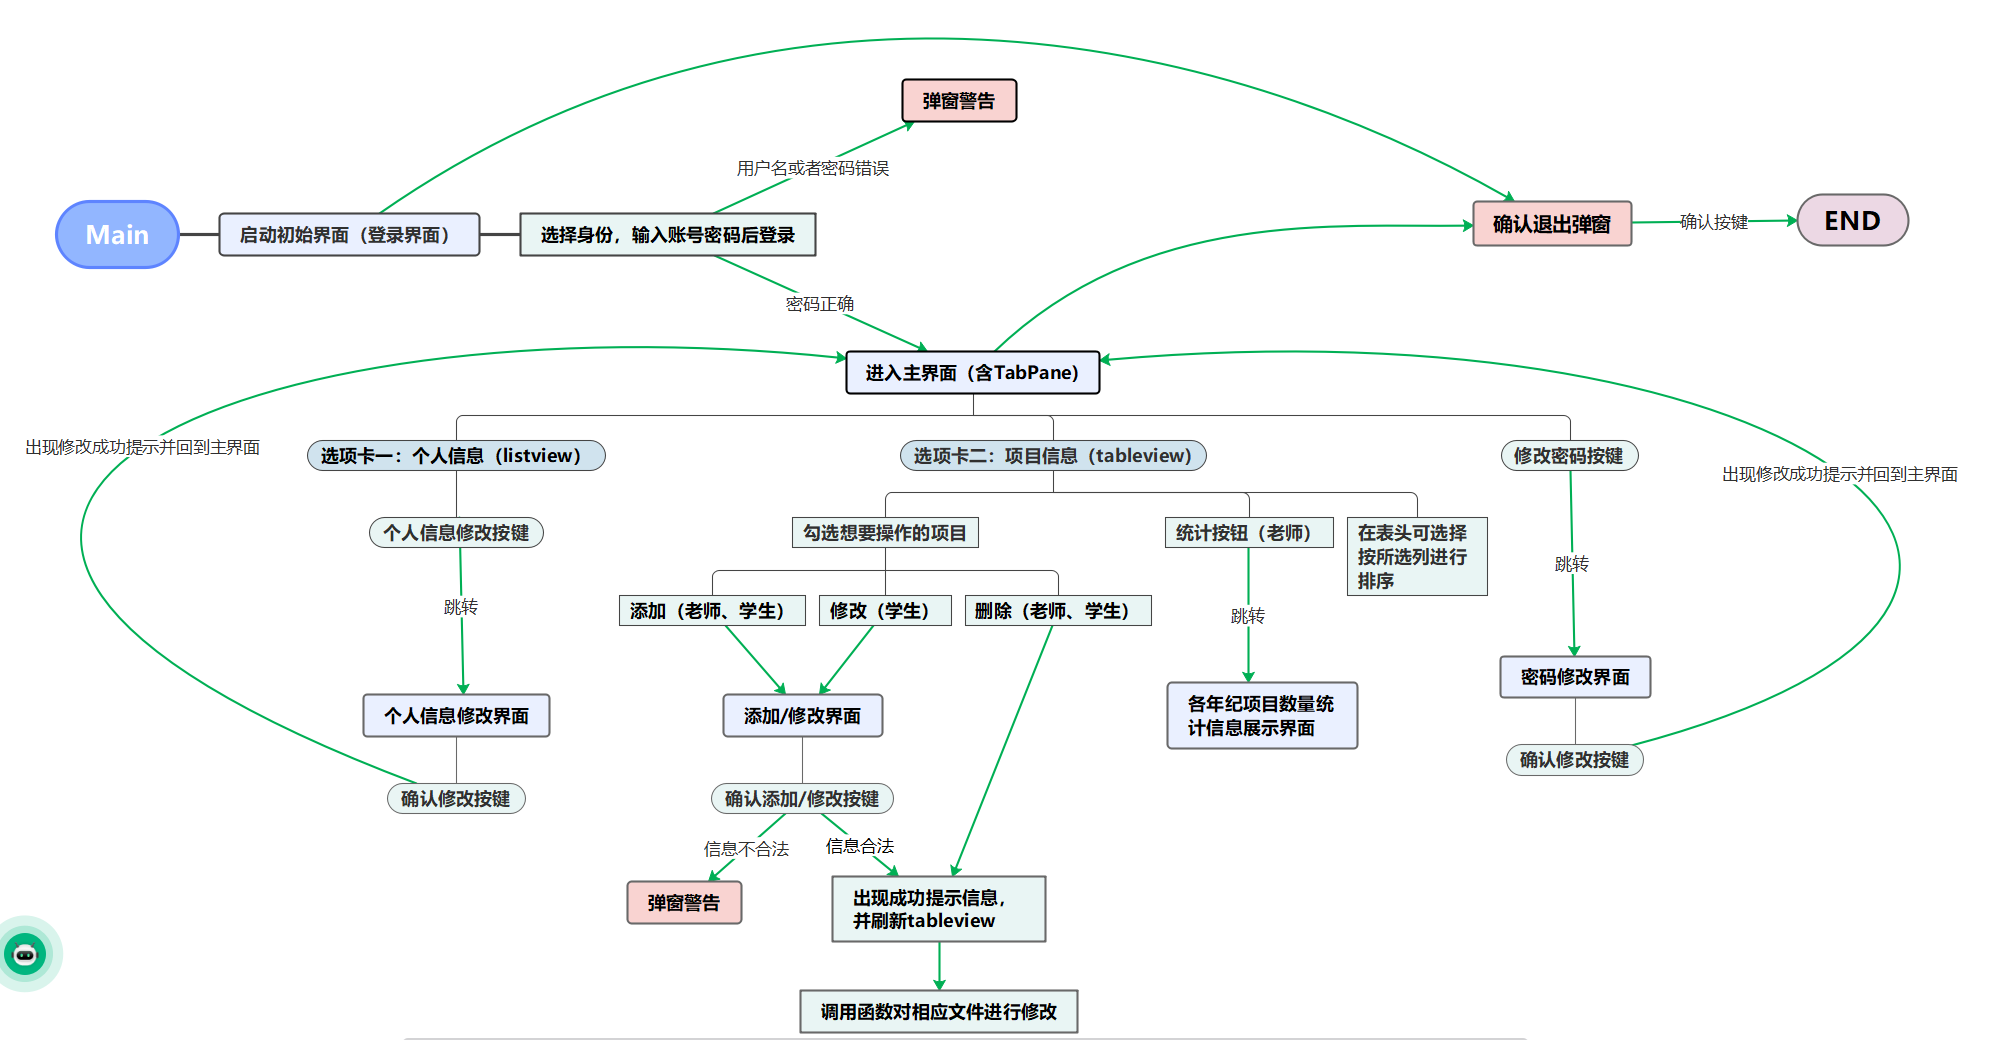 弹窗警告
用户名或者密码错误
Main
启动初始界面（登录界面）
选择身份，输入账号密码后登录
确认退出弹窗
确认按键
END
密码正确
进入主界面（含TabPane）
出现修改成功提示并回到主界面
选项卡一：个人信息（listview）
选项卡二：项目信息（tableview）
修改密码按键
出现修改成功提示并回到主界面
个人信息修改按键
勾选想要操作的项目
统计按钮（老师）
在表头可选择
按所选列进行
排序
跳转
跳转
跳转
添加（老师、学生）
修改（学生）
删除（老师、学生）
个人信息修改界面
添加/修改界面
各年纪项目数量统
计信息展示界面
密码修改界面
确认修改按键
确认修改按键
确认添加/修改按键
信息不合法
信息合法
弹窗警告
出现成功提示信息，
并刷新tableview
调用函数对相应文件进行修改